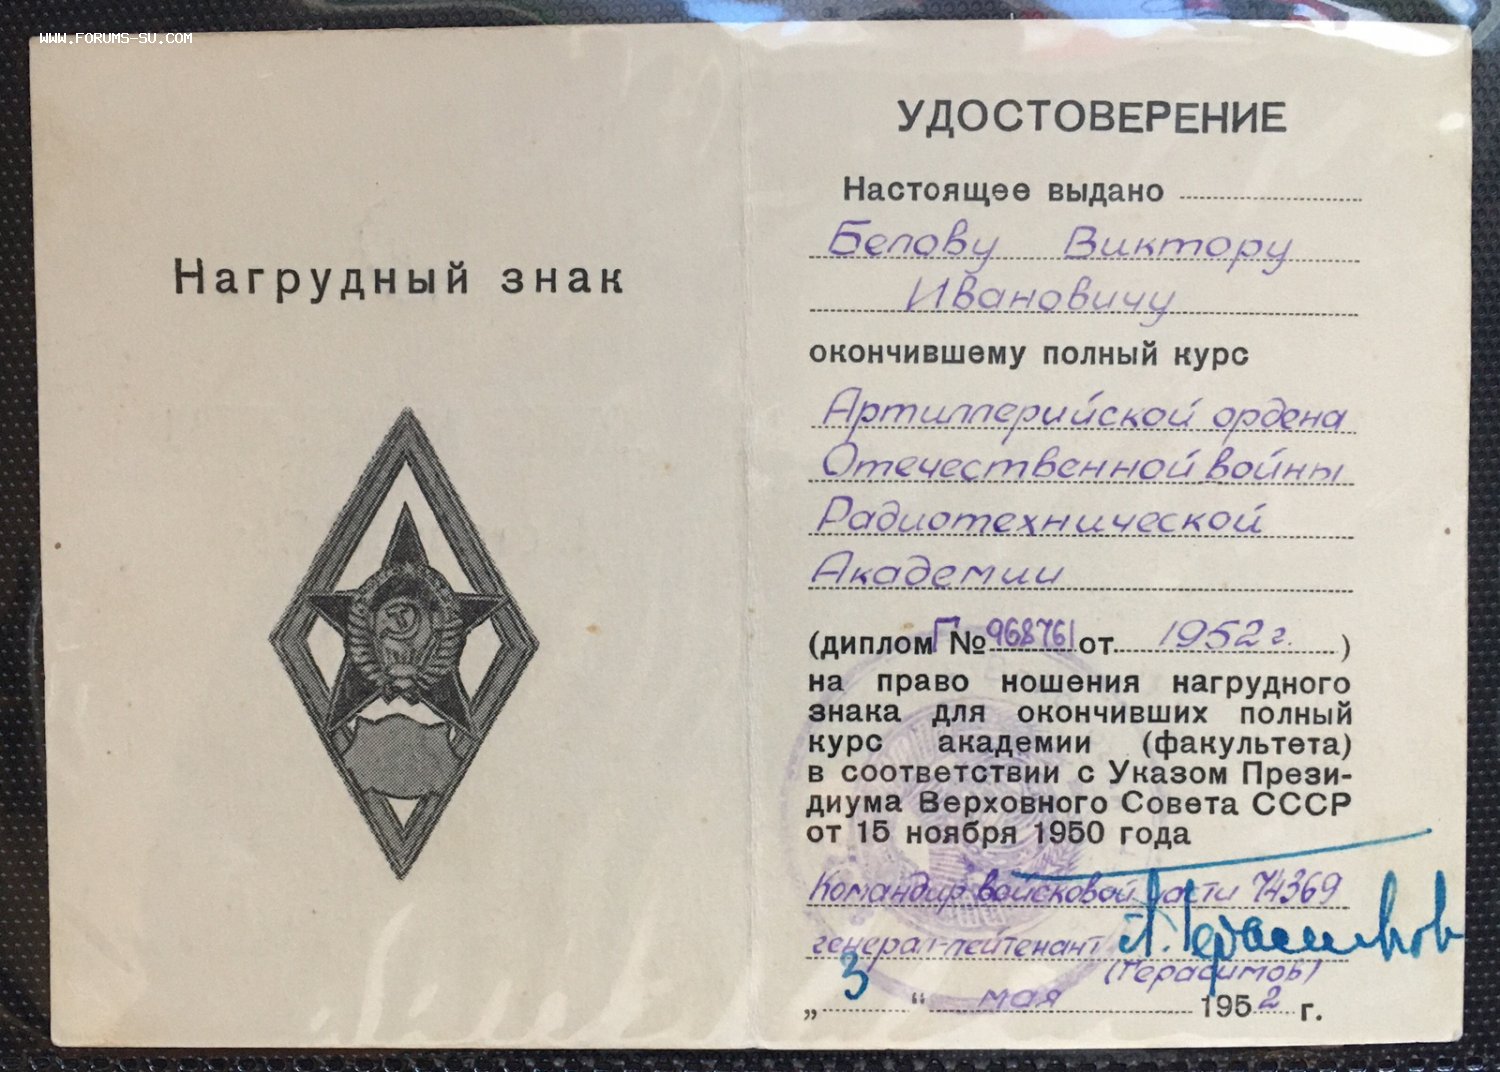 WWW.FORUMS-SU.COM
Нагрудный знак
УДОСТОВЕРЕНИЕ
Настоящее выдано
Белову Виктору
Ивановичу
окончившему полный курс
Артиллерийской ордена
Отечественной войны
Радиотехнической
Академии
(диплом Г № 968761 от 1952 г. )
на право ношения нагрудного
знака для окончивших полный
курс академии (факультета)
в соответствии с Указом Прези-
диума Верховного Совета СССР
от 15 ноября 1950 года
Командир войсковой части 74369
генерал-лейтенант А. Герасимов
(Герасимов)
„ 3 “ мая 1952 г.